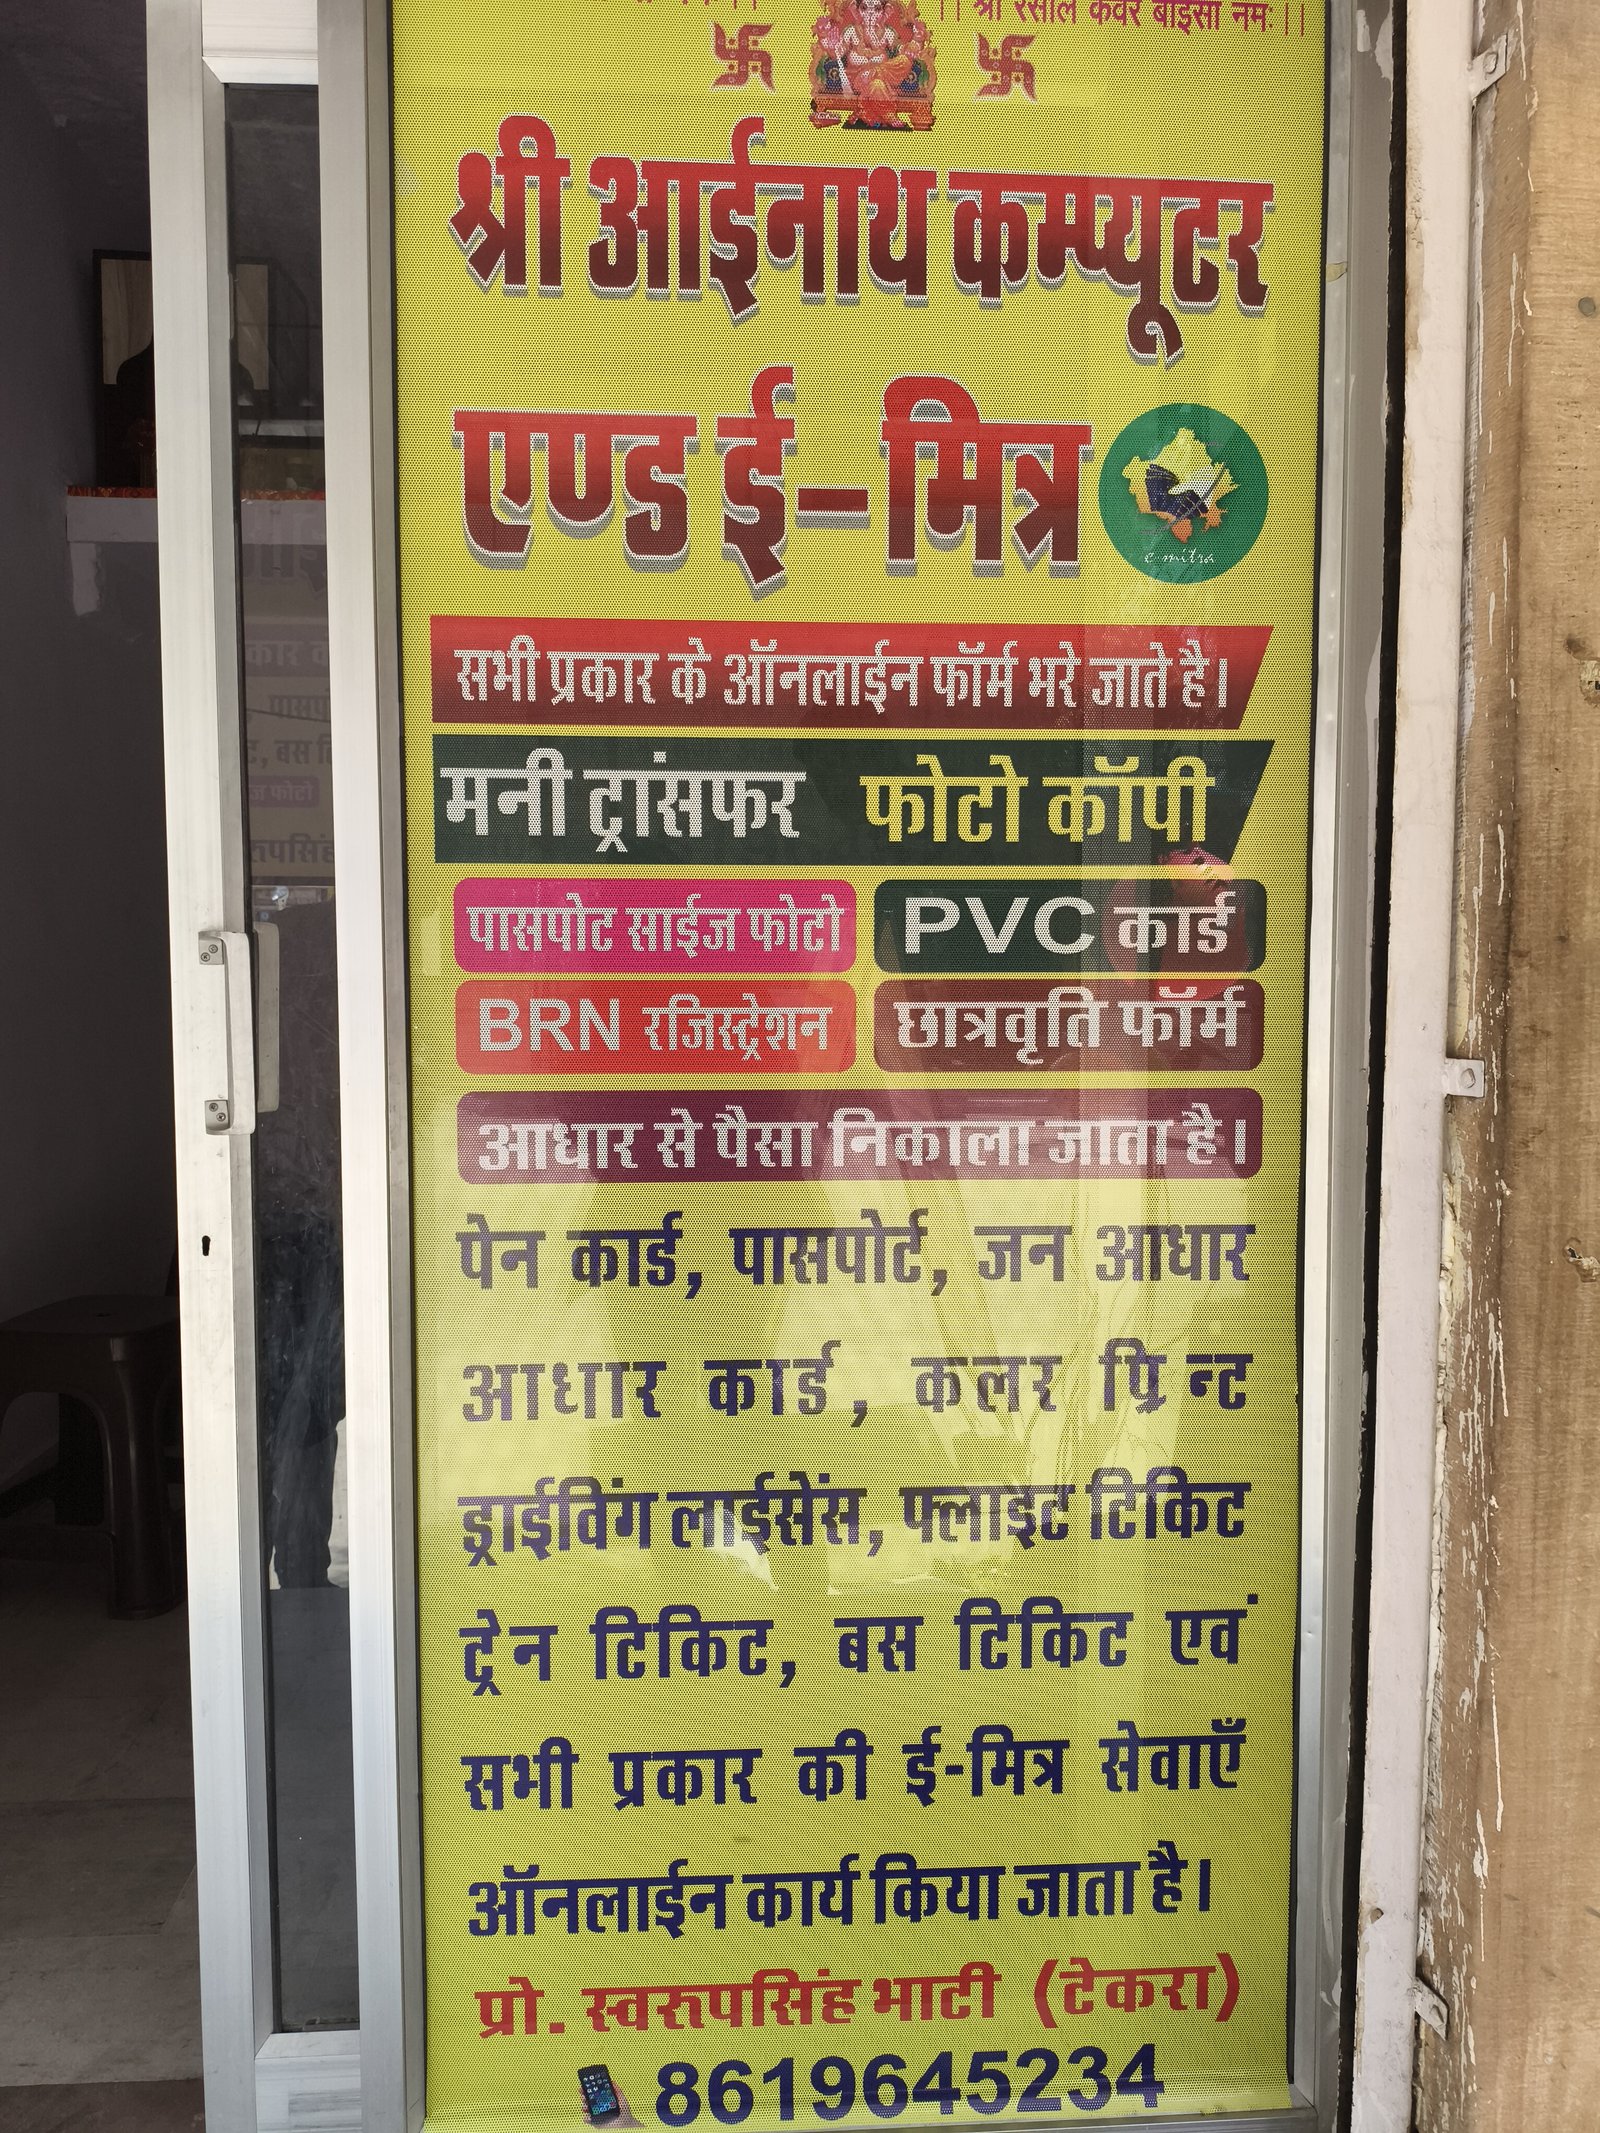 ।। श्री रसाल कंवर बाईसा नमः।।
श्री आईनाथ कम्प्यूटर
एण्ड ई-मित्र
e-mitra
सभी प्रकार के ऑनलाईन फॉर्म भरे जाते है।
मनी ट्रांसफर फोटो कॉपी
पासपोट साईज फोटो PVC कार्ड
BRN रजिस्ट्रेशन छात्रवृति फॉर्म
आधार से पैसा निकाला जाता है।
पेन कार्ड, पासपोर्ट, जन आधार
आधार कार्ड, कलर प्रिन्ट
ड्राईविंग लाईसेंस, फ्लाइट टिकिट
ट्रेन टिकिट, बस टिकिट एवं
सभी प्रकार की ई-मित्र सेवाएँ
ऑनलाईन कार्य किया जाता है।
प्रो. स्वरुपसिंह भाटी (टेकरा)
8619645234